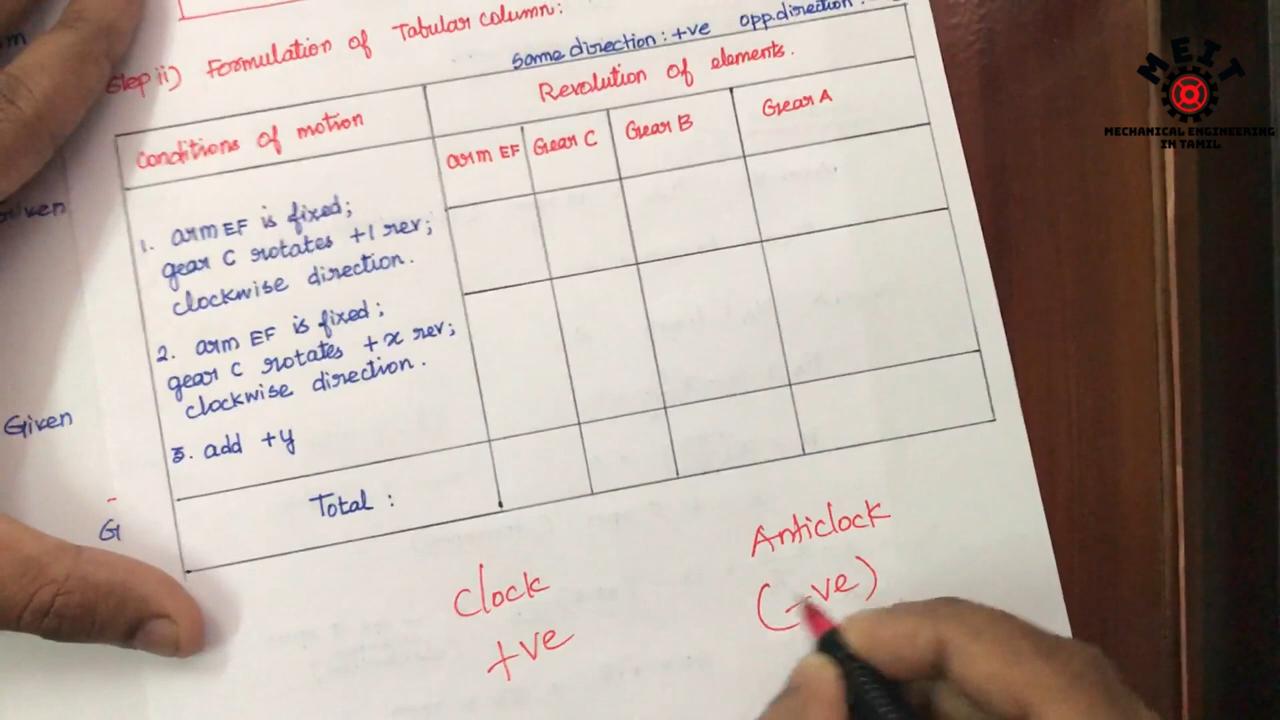 Step ii) Formulation of Tabular column:
same direction: +ve opp.direction:
Conditions of motion
Revolution of elements.
arm EF
Gear C
Gear B
Gear A
1. arm EF is fixed;
gear C rotates +1 rev;
clockwise direction.
2. arm EF is fixed;
gear C rotates +x rev;
clockwise direction.
3. add +y
Total :
Given
G
clock
+ve
Anticlock
(-ve)
MEIT
MECHANICAL ENGINEERING
IN TAMIL